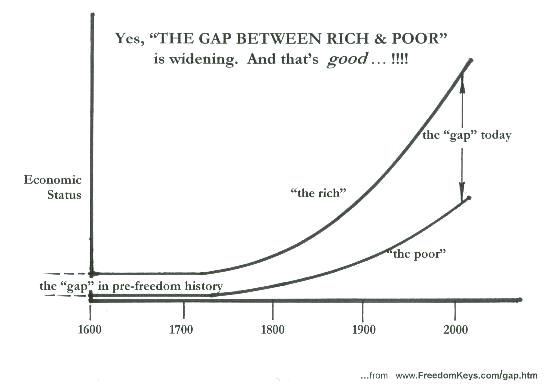 Yes, "THE GAP BETWEEN RICH & POOR"
is widening. And that's good ... !!!!
the "gap" today
Economic
Status
"the rich"
"the poor"
the "gap" in pre-freedom history
1600 1700 1800 1900 2000
...from www.FreedomKeys.com/gap.htm